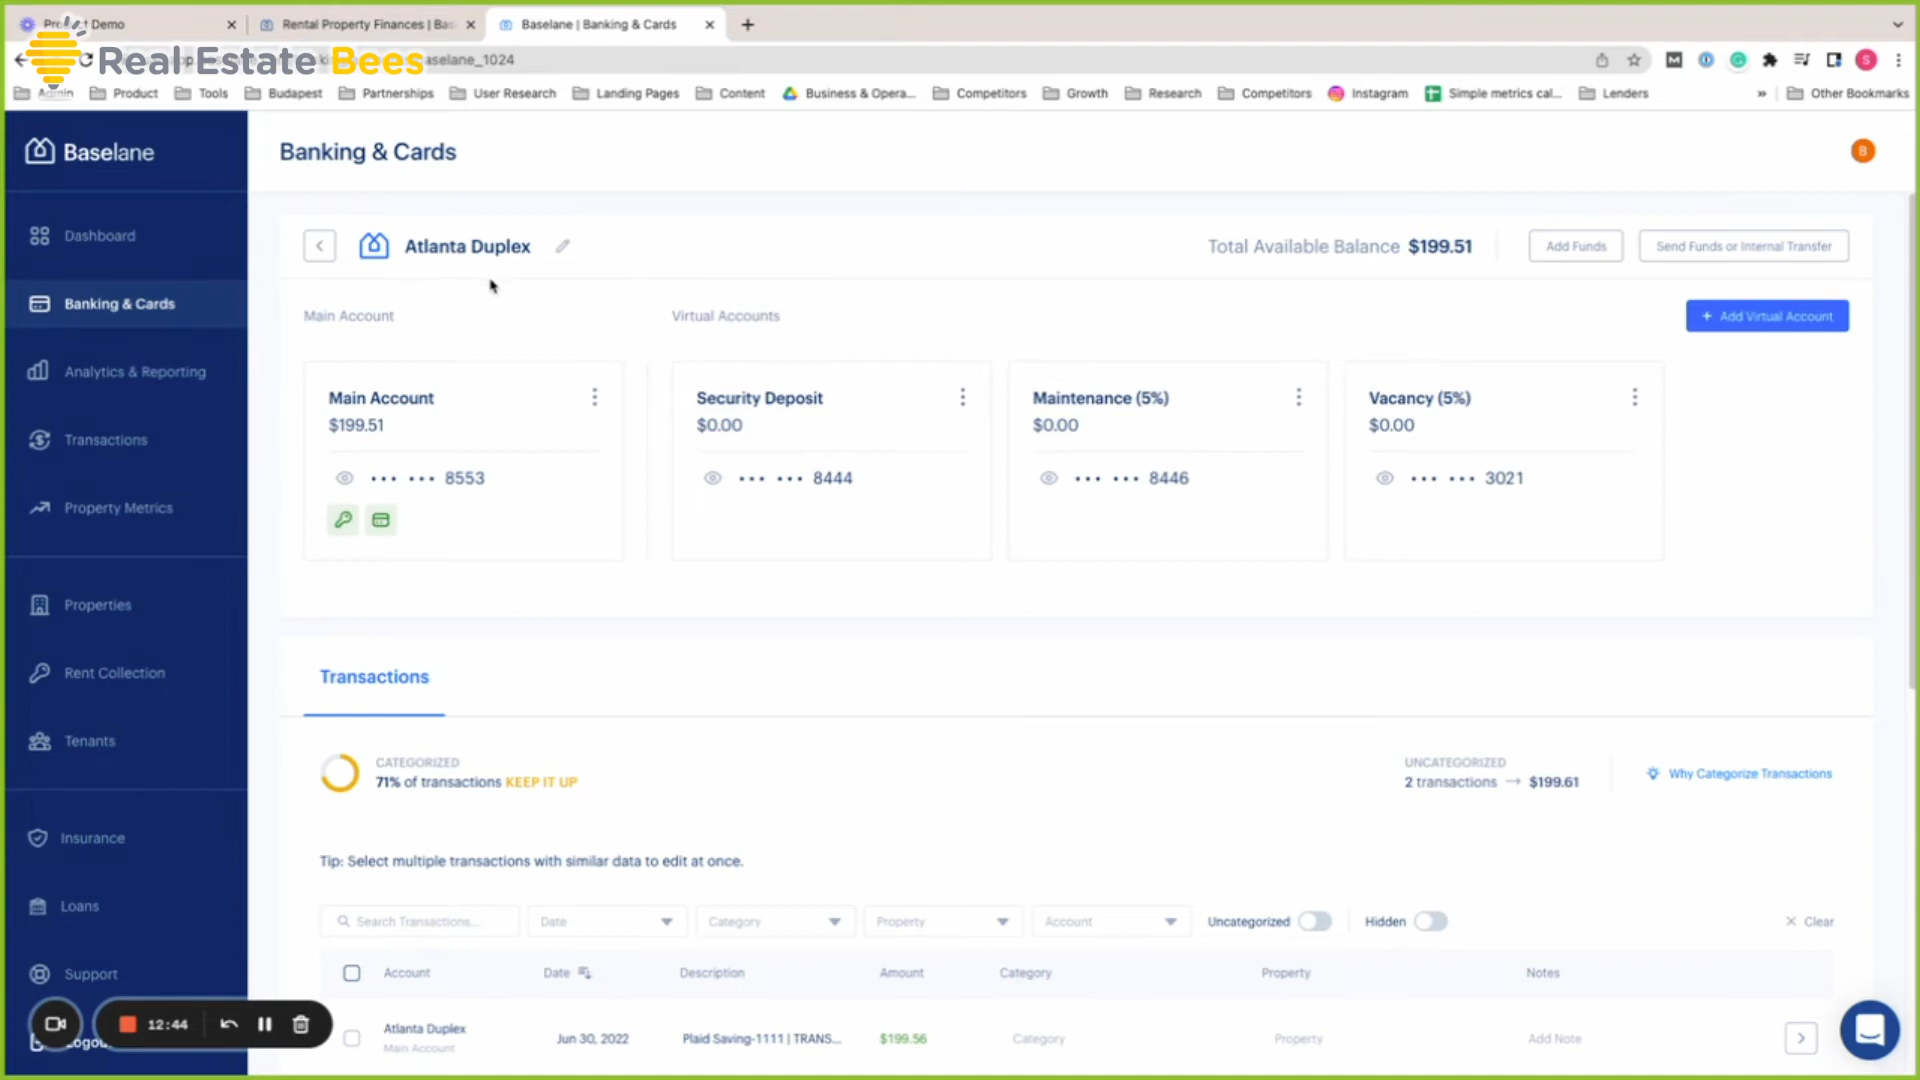 Demo
Rental Property Finances | Bas
Baselane | Banking & Cards
Real Estate Bees
aselane_1024
Admin
Product
Tools
Budapest
Partnerships
User Research
Landing Pages
Content
Business & Opera...
Competitors
Growth
Research
Competitors
Instagram
Simple metrics cal...
Lenders
»
Other Bookmarks
S
Baselane
Banking & Cards
B
Dashboard
Banking & Cards
Analytics & Reporting
Transactions
Property Metrics
Properties
Rent Collection
Tenants
Insurance
Loans
Support
12:44
Atlanta Duplex
Total Available Balance $199.51
Add Funds
Send Funds or Internal Transfer
Main Account
Virtual Accounts
+ Add Virtual Account
Main Account
$199.51
••• ••• 8553
Security Deposit
$0.00
••• ••• 8444
Maintenance (5%)
$0.00
••• ••• 8446
Vacancy (5%)
$0.00
••• ••• 3021
Transactions
CATEGORIZED
71% of transactions KEEP IT UP
UNCATEGORIZED
2 transactions → $199.61
Why Categorize Transactions
Tip: Select multiple transactions with similar data to edit at once.
Search Transactions...
Date
Category
Property
Account
Uncategorized
Hidden
Clear
Account
Date
Description
Amount
Category
Property
Notes
Atlanta Duplex
Main Account
Jun 30, 2022
Plaid Saving-1111 | TRANS...
$199.56
Category
Property
Add Note